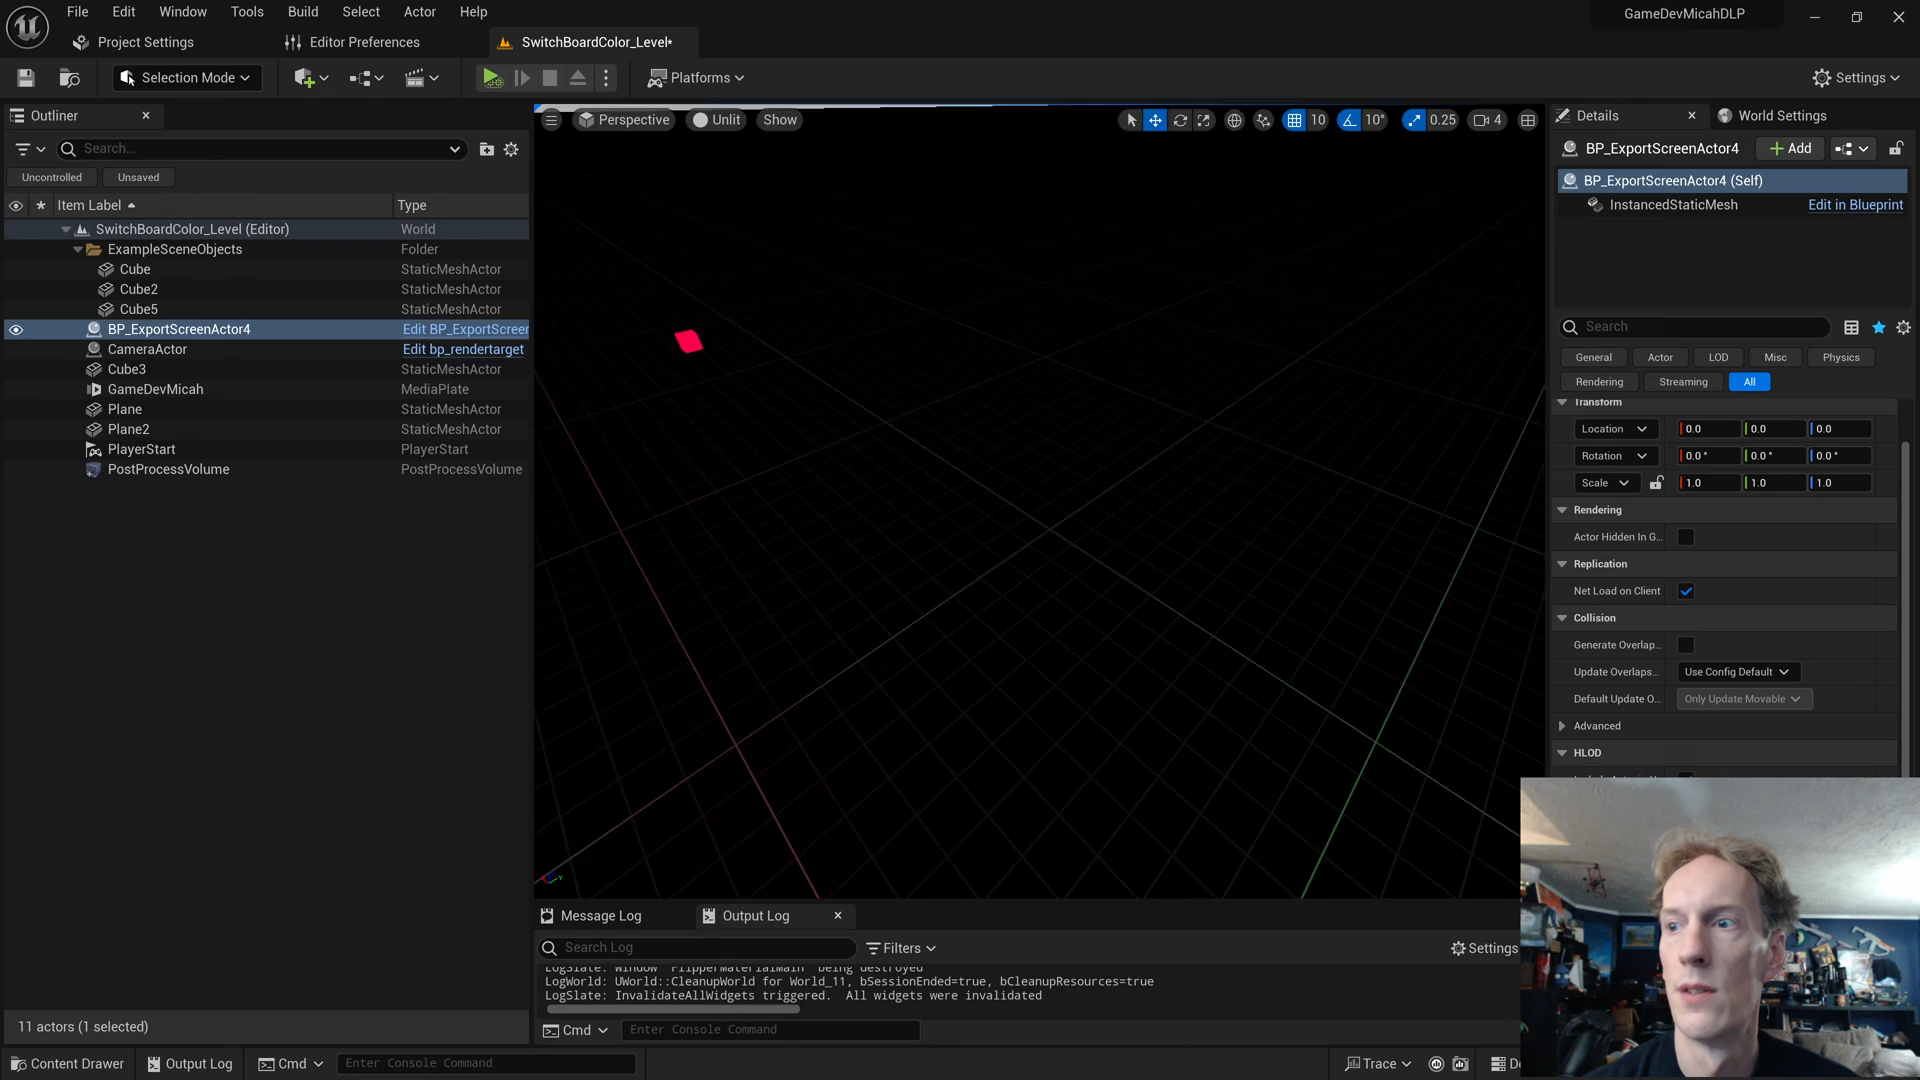 File Edit Window Tools Build Select Actor Help
GameDevMicahDLP
Project Settings
Editor Preferences
SwitchBoardColor_Level*
Selection Mode
Platforms
Settings
Outliner
Search...
Uncontrolled
Unsaved
Item Label
Type
SwitchBoardColor_Level (Editor) World
ExampleSceneObjects Folder
Cube StaticMeshActor
Cube2 StaticMeshActor
Cube5 StaticMeshActor
BP_ExportScreenActor4 Edit BP_ExportScreen
CameraActor Edit bp_rendertarget
Cube3 StaticMeshActor
GameDevMicah MediaPlate
Plane StaticMeshActor
Plane2 StaticMeshActor
PlayerStart PlayerStart
PostProcessVolume PostProcessVolume
11 actors (1 selected)
Perspective
Unlit
Show
10
10°
0.25
4
Details
World Settings
BP_ExportScreenActor4
Add
BP_ExportScreenActor4 (Self)
InstancedStaticMesh Edit in Blueprint
Search
General Actor LOD Misc Physics
Rendering Streaming All
Transform
Location 0.0 0.0 0.0
Rotation 0.0° 0.0° 0.0°
Scale 1.0 1.0 1.0
Rendering
Actor Hidden In G...
Replication
Net Load on Client
Collision
Generate Overlap...
Update Overlaps... Use Config Default
Default Update O... Only Update Movable
Advanced
HLOD
Message Log
Output Log
Search Log
Filters
Settings
LogSlate: Window 'FlipperMaterialMain' being destroyed
LogWorld: UWorld::CleanupWorld for World_11, bSessionEnded=true, bCleanupResources=true
LogSlate: InvalidateAllWidgets triggered. All widgets were invalidated
Cmd
Enter Console Command
Content Drawer
Output Log
Cmd
Enter Console Command
Trace